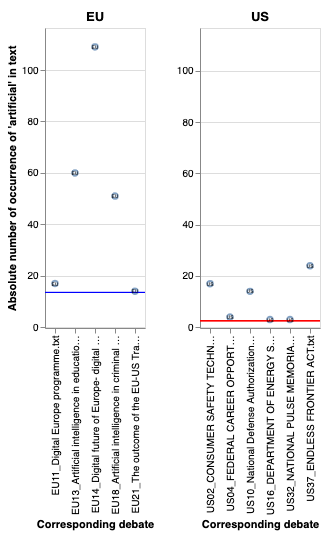 EU
US
Absolute number of occurrence of 'artificial' in text
100
80
60
40
20
0
100
80
60
40
20
0
EU11_Digital Europe programme.txt
EU13_Artificial intelligence in educatio...
EU14_Digital future of Europe- digital ...
EU18_Artificial intelligence in criminal ...
EU21_The outcome of the EU-US Tra...
US02_CONSUMER SAFETY TECHN...
US04_FEDERAL CAREER OPPORT...
US10_National Defense Authorization...
US16_DEPARTMENT OF ENERGY S...
US32_NATIONAL PULSE MEMORIA...
US37_ENDLESS FRONTIER ACT.txt
Corresponding debate
Corresponding debate